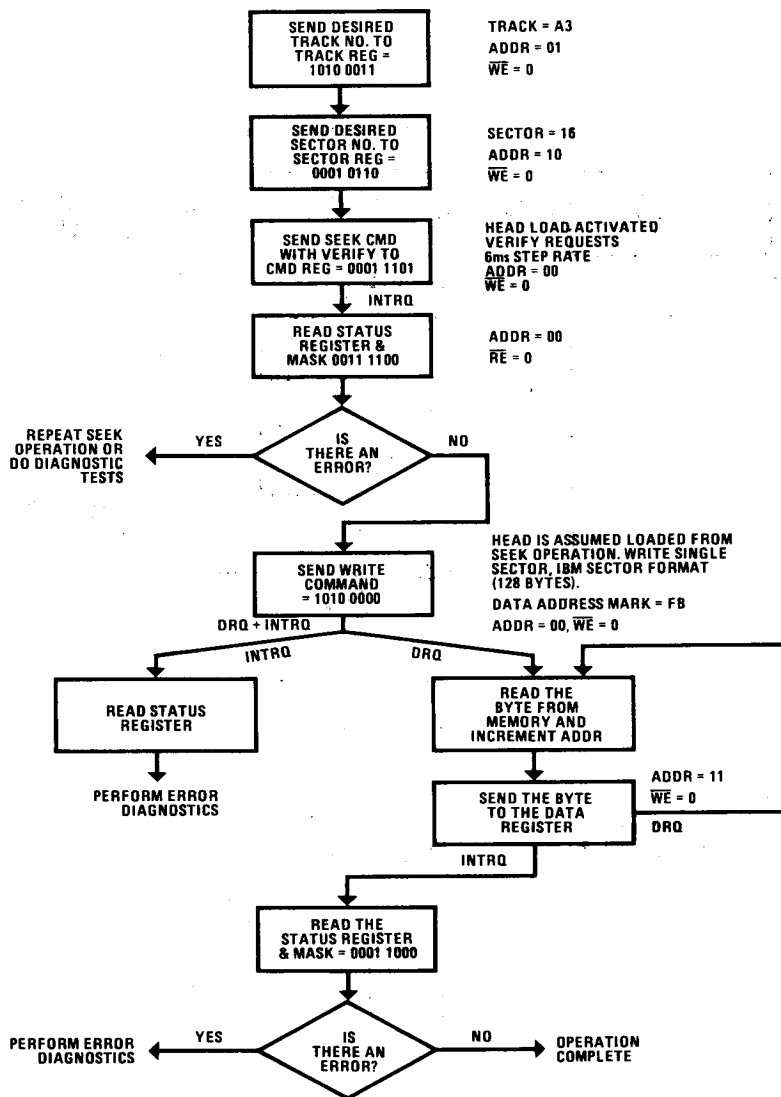 SEND DESIRED
TRACK NO. TO
TRACK REG =
1010 0011
TRACK = A3
ADDR = 01
WE = 0
SEND DESIRED
SECTOR NO. TO
SECTOR REG =
0001 0110
SECTOR = 16
ADDR = 10
WE = 0
SEND SEEK CMD
WITH VERIFY TO
CMD REG = 0001 1101
HEAD LOAD ACTIVATED
VERIFY REQUESTS
6ms STEP RATE
ADDR = 00
WE = 0
INTRQ
READ STATUS
REGISTER &
MASK 0011 1100
ADDR = 00
RE = 0
IS
THERE AN
ERROR?
YES
REPEAT SEEK
OPERATION OR
DO DIAGNOSTIC
TESTS
NO
SEND WRITE
COMMAND
= 1010 0000
HEAD IS ASSUMED LOADED FROM
SEEK OPERATION. WRITE SINGLE
SECTOR, IBM SECTOR FORMAT
(128 BYTES).
DATA ADDRESS MARK = FB
ADDR = 00, WE = 0
DRQ + INTRQ
INTRQ
DRQ
READ STATUS
REGISTER
PERFORM ERROR
DIAGNOSTICS
READ THE
BYTE FROM
MEMORY AND
INCREMENT ADDR
SEND THE BYTE
TO THE DATA
REGISTER
ADDR = 11
WE = 0
DRQ
INTRQ
READ THE
STATUS REGISTER
& MASK = 0001 1000
IS
THERE AN
ERROR?
YES
PERFORM ERROR
DIAGNOSTICS
NO
OPERATION
COMPLETE